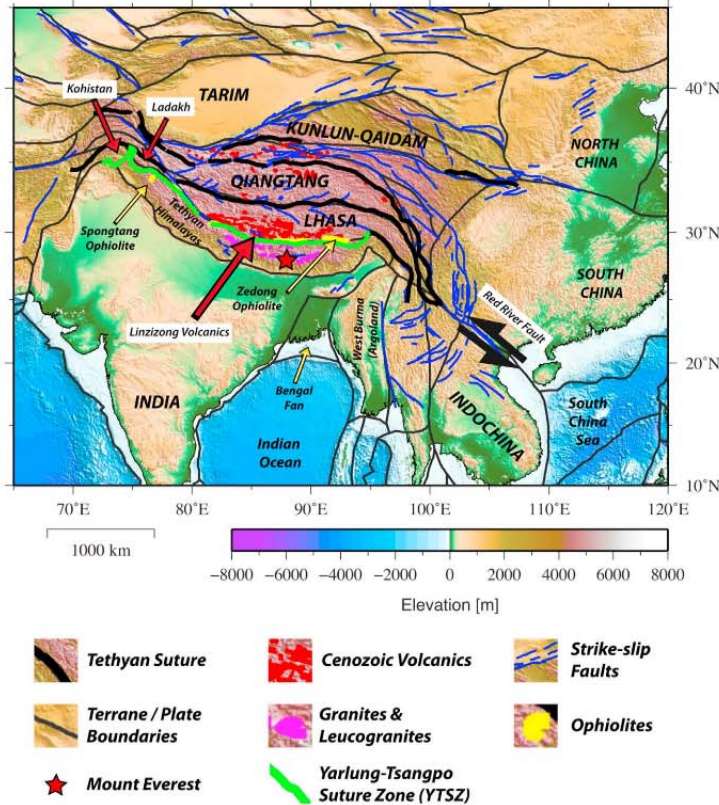 40°N
30°N
20°N
10°N
70°E
80°E
90°E
100°E
110°E
120°E
Kohistan
Ladakh
TARIM
KUNLUN-QAIDAM
NORTH
CHINA
QIANGTANG
LHASA
Tethyan
Himalayas
Spongtang
Ophiolite
Zedong
Ophiolite
Linzizong Volcanics
West Burma
(Argoland)
Red River Fault
SOUTH
CHINA
Bengal
Fan
INDIA
INDOCHINA
Indian
Ocean
South
China
Sea
1000 km
−8000
−6000
−4000
−2000
0
2000
4000
6000
8000
Elevation [m]
Tethyan Suture
Cenozoic Volcanics
Strike-slip
Faults
Terrane / Plate
Boundaries
Granites &
Leucogranites
Ophiolites
Mount Everest
Yarlung-Tsangpo
Suture Zone (YTSZ)